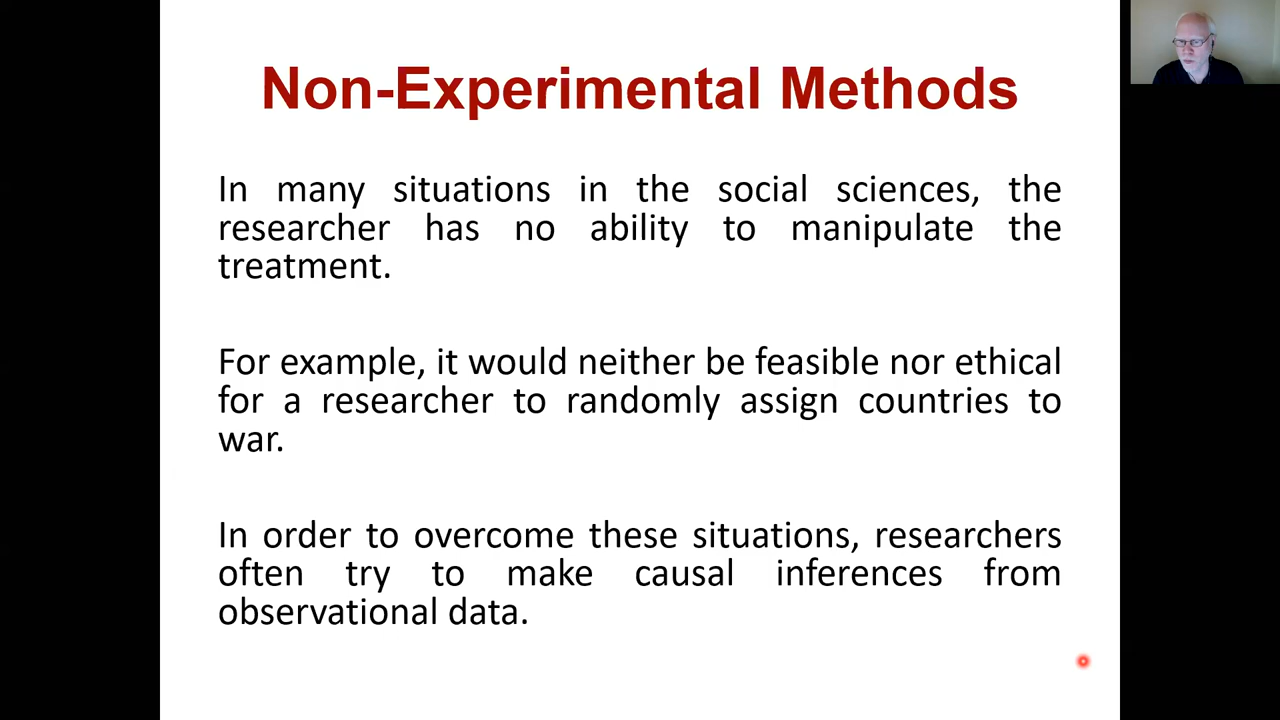 Non-Experimental Methods
In many situations in the social sciences, the
researcher has no ability to manipulate the
treatment.
For example, it would neither be feasible nor ethical
for a researcher to randomly assign countries to
war.
In order to overcome these situations, researchers
often try to make causal inferences from
observational data.